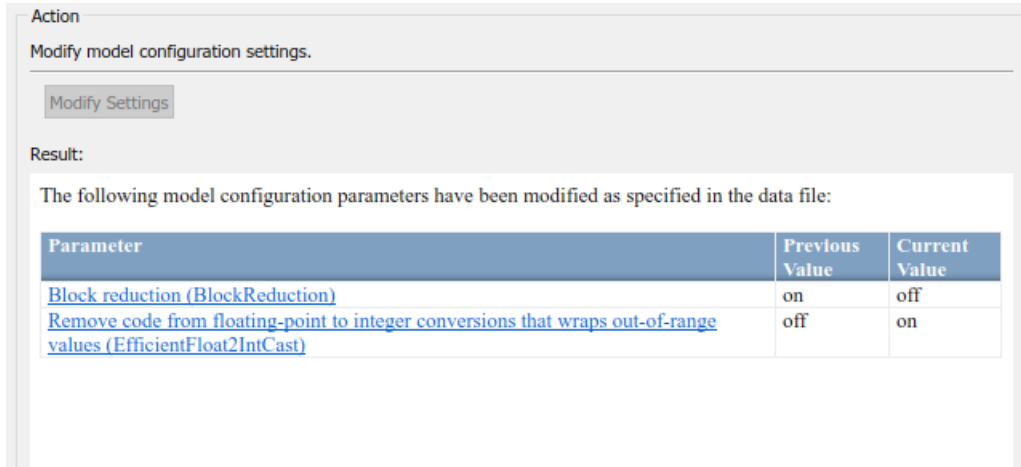 Action
Modify model configuration settings.
Modify Settings
Result:
The following model configuration parameters have been modified as specified in the data file:
Parameter Previous Value Current Value
Block reduction (BlockReduction) on off
Remove code from floating-point to integer conversions that wraps out-of-range off on
values (EfficientFloat2IntCast)